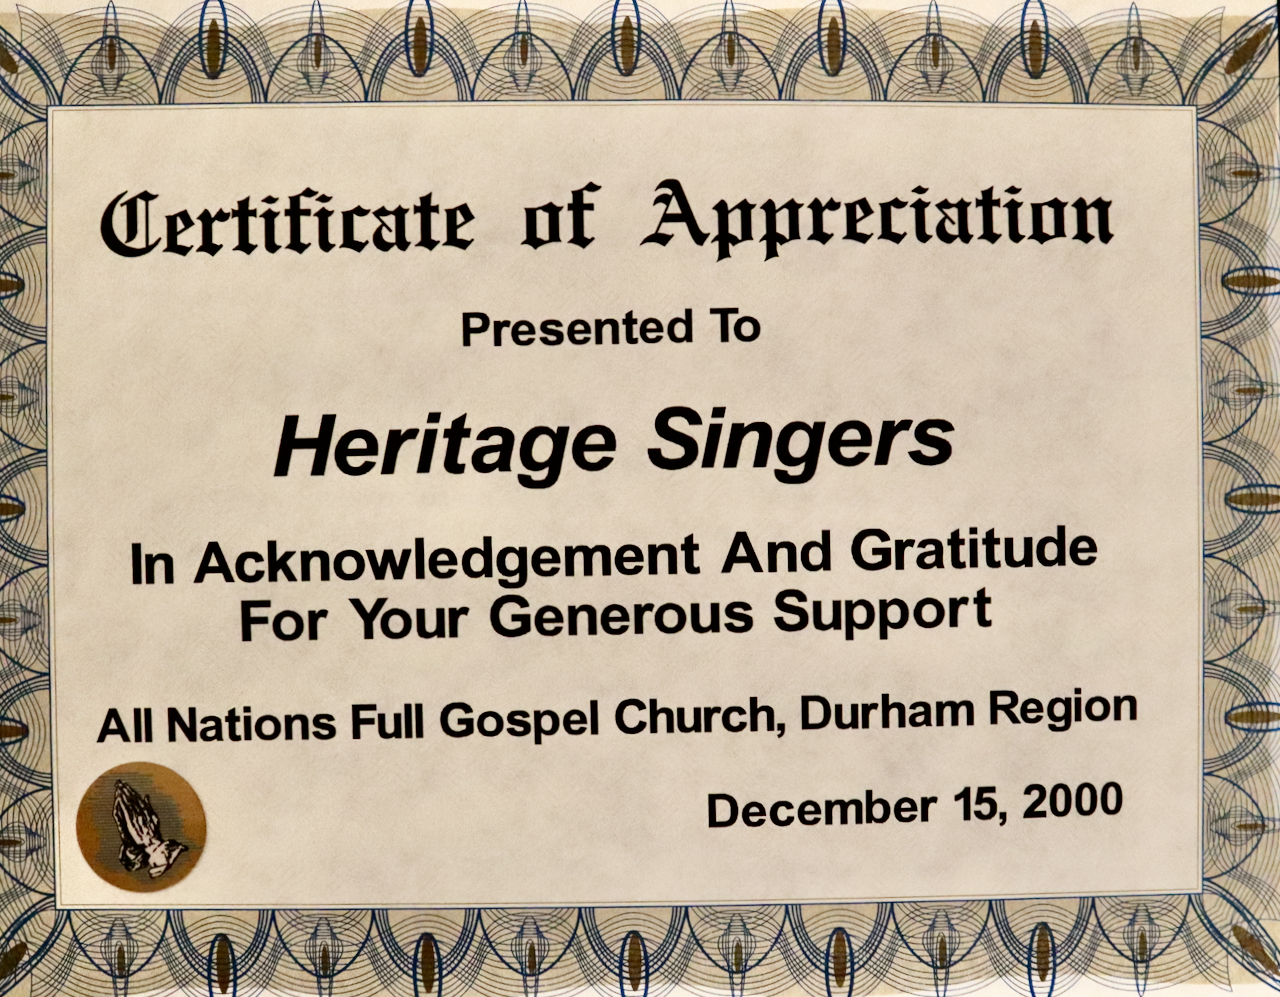 Certificate of Appreciation
Presented To
Heritage Singers
In Acknowledgement And Gratitude
For Your Generous Support
All Nations Full Gospel Church, Durham Region
December 15, 2000